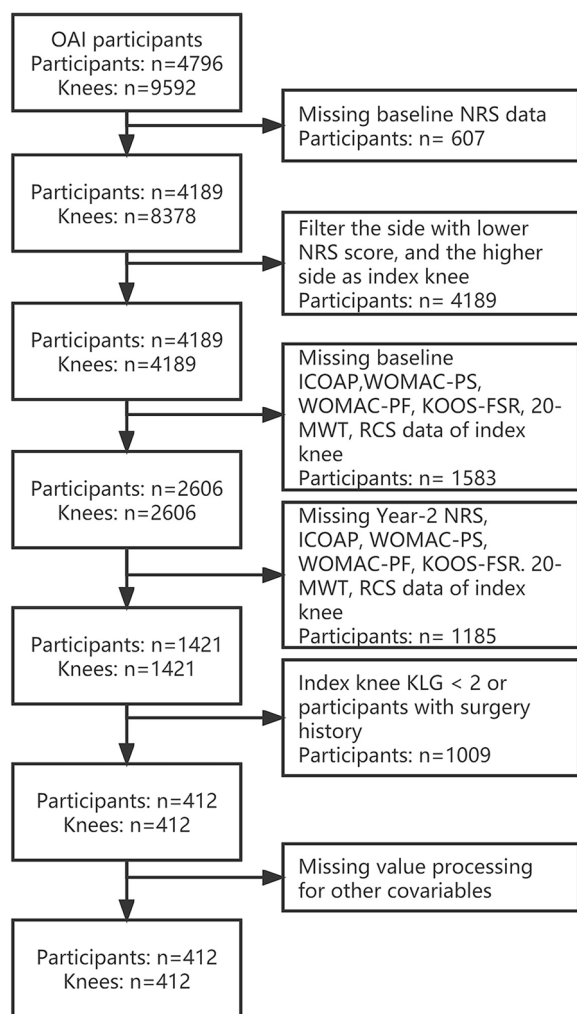 OAI participants
Participants: n=4796
Knees: n=9592
Missing baseline NRS data
Participants: n= 607
Participants: n=4189
Knees: n=8378
Filter the side with lower
NRS score, and the higher
side as index knee
Participants: n= 4189
Participants: n=4189
Knees: n=4189
Missing baseline
ICOAP,WOMAC-PS,
WOMAC-PF, KOOS-FSR, 20-
MWT, RCS data of index
knee
Participants: n= 1583
Participants: n=2606
Knees: n=2606
Missing Year-2 NRS,
ICOAP, WOMAC-PS,
WOMAC-PF, KOOS-FSR. 20-
MWT, RCS data of index
knee
Participants: n= 1185
Participants: n=1421
Knees: n=1421
Index knee KLG < 2 or
participants with surgery
history
Participants: n=1009
Participants: n=412
Knees: n=412
Missing value processing
for other covariables
Participants: n=412
Knees: n=412